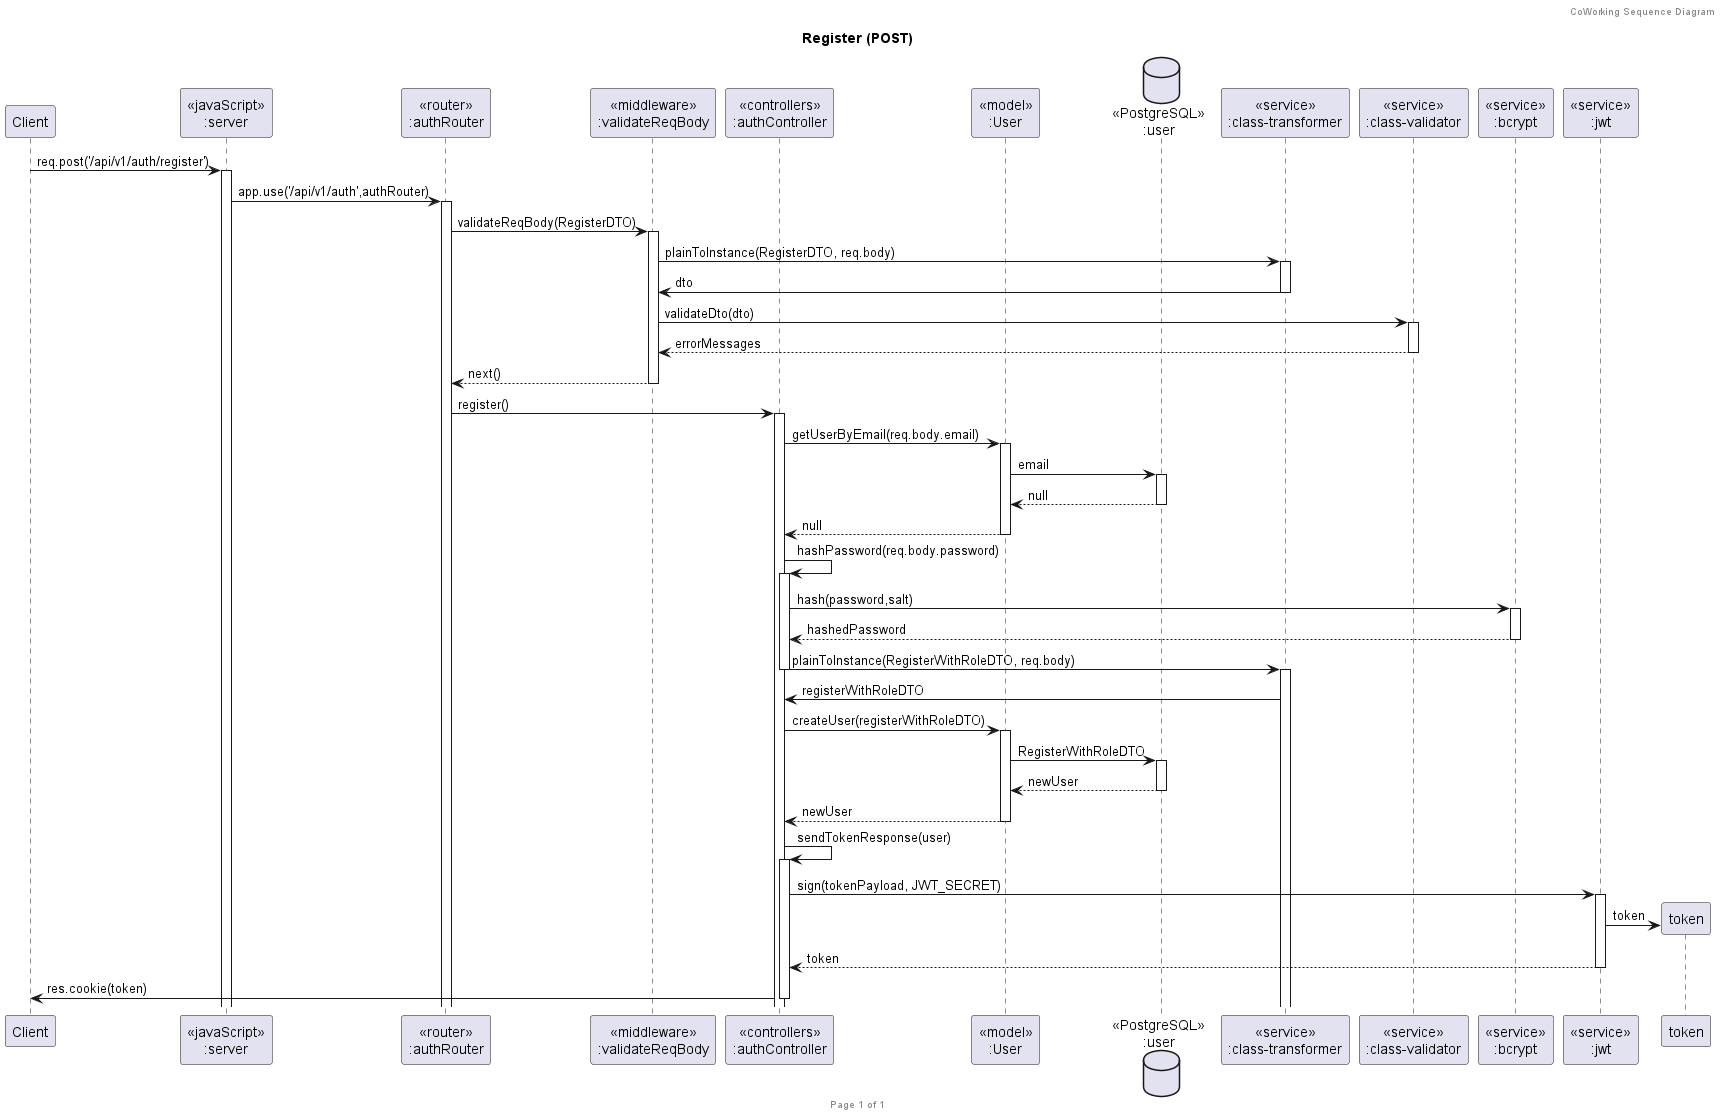 CoWorking Sequence Diagram
Register (POST)
Client
«javaScript»
:server
«router»
:authRouter
«middleware»
:validateReqBody
«controllers»
:authController
«model»
:User
«PostgreSQL»
:user
«service»
:class-transformer
«service»
:class-validator
«service»
:bcrypt
«service»
:jwt
req.post('/api/v1/auth/register')
app.use('/api/v1/auth',authRouter)
validateReqBody(RegisterDTO)
plainToInstance(RegisterDTO, req.body)
dto
validateDto(dto)
errorMessages
next()
register()
getUserByEmail(req.body.email)
email
null
null
hashPassword(req.body.password)
hash(password,salt)
hashedPassword
plainToInstance(RegisterWithRoleDTO, req.body)
registerWithRoleDTO
createUser(registerWithRoleDTO)
RegisterWithRoleDTO
newUser
newUser
sendTokenResponse(user)
sign(tokenPayload, JWT_SECRET)
token
token
token
res.cookie(token)
Client
«javaScript»
:server
«router»
:authRouter
«middleware»
:validateReqBody
«controllers»
:authController
«model»
:User
«PostgreSQL»
:user
«service»
:class-transformer
«service»
:class-validator
«service»
:bcrypt
«service»
:jwt
token
Page 1 of 1